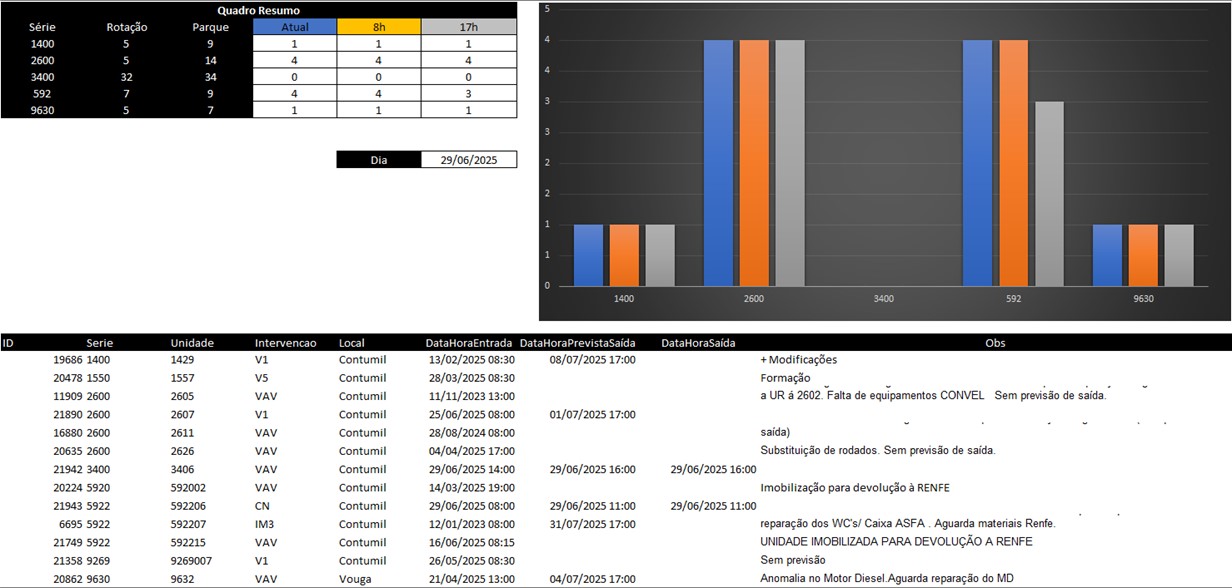 Quadro Resumo
Série Rotação Parque Atual 8h 17h
1400 5 9 1 1 1
2600 5 14 4 4 4
3400 32 34 0 0 0
592 7 9 4 4 3
9630 5 7 1 1 1
Dia 29/06/2025
5
4
4
3
3
2
2
1
1
0
1400 2600 3400 592 9630
ID Serie Unidade Intervencao Local DataHoraEntrada DataHoraPrevistaSaída DataHoraSaída Obs
19686 1400 1429 V1 Contumil 13/02/2025 08:30 08/07/2025 17:00 + Modificações
20478 1550 1557 V5 Contumil 28/03/2025 08:30 Formação
11909 2600 2605 VAV Contumil 11/11/2023 13:00 a UR á 2602. Falta de equipamentos CONVEL Sem previsão de saída.
21890 2600 2607 V1 Contumil 25/06/2025 08:00 01/07/2025 17:00
16880 2600 2611 VAV Contumil 28/08/2024 08:00 saída)
20635 2600 2626 VAV Contumil 04/04/2025 17:00 Substituição de rodados. Sem previsão de saída.
21942 3400 3406 VAV Contumil 29/06/2025 14:00 29/06/2025 16:00 29/06/2025 16:00
20224 5920 592002 VAV Contumil 14/03/2025 19:00 Imobilização para devolução à RENFE
21943 5922 592206 CN Contumil 29/06/2025 08:00 29/06/2025 11:00 29/06/2025 11:00
6695 5922 592207 IM3 Contumil 12/01/2023 08:00 31/07/2025 17:00 reparação dos WC's/ Caixa ASFA . Aguarda materiais Renfe.
21749 5922 592215 VAV Contumil 16/06/2025 08:15 UNIDADE IMOBILIZADA PARA DEVOLUÇÃO A RENFE
21358 9269 9269007 V1 Contumil 26/05/2025 08:30 Sem previsão
20862 9630 9632 VAV Vouga 21/04/2025 13:00 04/07/2025 17:00 Anomalia no Motor Diesel.Aguarda reparação do MD